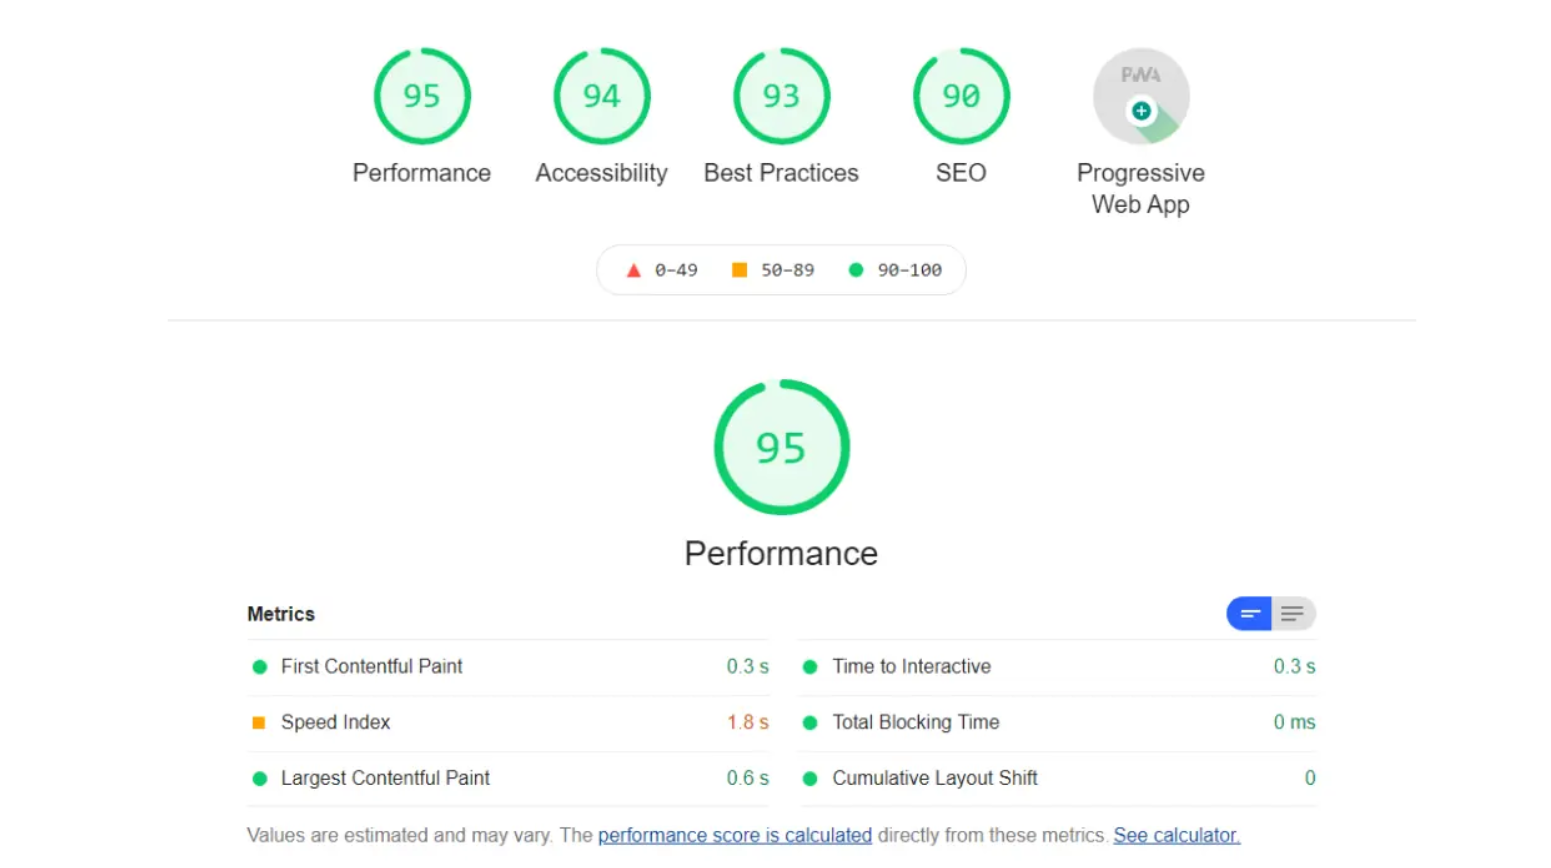 95 94 93 90 PWA
Performance Accessibility Best Practices SEO Progressive
Web App
0–49 50–89 90–100
95
Performance
Metrics
First Contentful Paint 0.3 s Time to Interactive 0.3 s
Speed Index 1.8 s Total Blocking Time 0 ms
Largest Contentful Paint 0.6 s Cumulative Layout Shift 0
Values are estimated and may vary. The performance score is calculated directly from these metrics. See calculator.